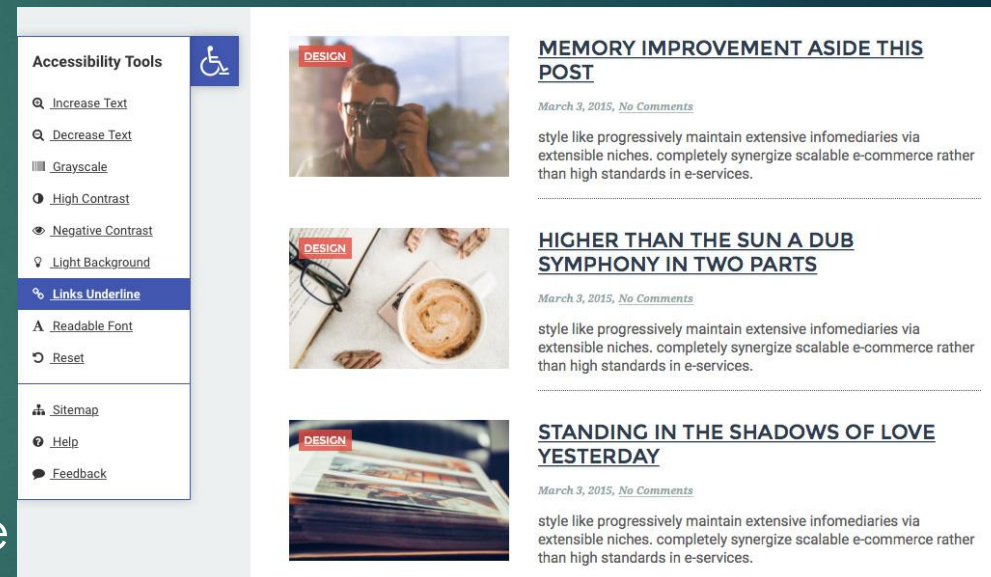 Accessibility Tools
Increase Text
Decrease Text
Grayscale
High Contrast
Negative Contrast
Light Background
Links Underline
Readable Font
Reset
Sitemap
Help
Feedback
e
DESIGN
MEMORY IMPROVEMENT ASIDE THIS
POST
March 3, 2015, No Comments
style like progressively maintain extensive infomediaries via
extensible niches. completely synergize scalable e-commerce rather
than high standards in e-services.
DESIGN
HIGHER THAN THE SUN A DUB
SYMPHONY IN TWO PARTS
March 3, 2015, No Comments
style like progressively maintain extensive infomediaries via
extensible niches. completely synergize scalable e-commerce rather
than high standards in e-services.
DESIGN
STANDING IN THE SHADOWS OF LOVE
YESTERDAY
March 3, 2015, No Comments
style like progressively maintain extensive infomediaries via
extensible niches. completely synergize scalable e-commerce rather
than high standards in e-services.